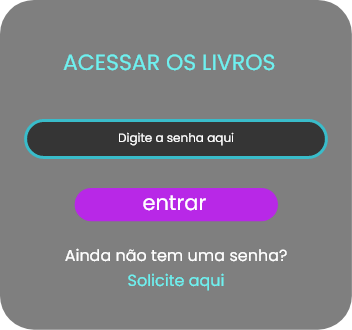 ACESSAR OS LIVROS
Digite a senha aqui
entrar
Ainda não tem uma senha?
Solicite aqui